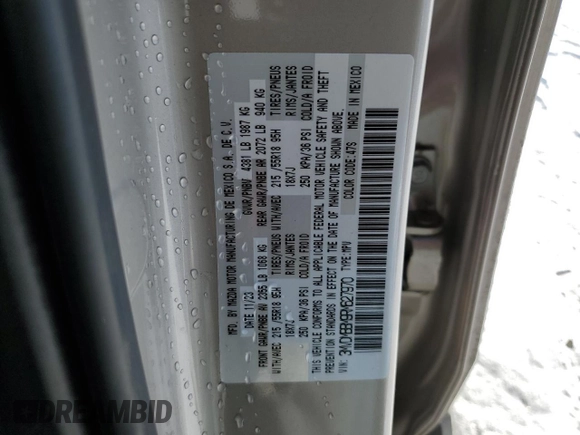 MFD. BY MAZDA MOTOR MANUFACTURING DE MEXICO S.A. DE C.V.
DATE 11/23 GVWR/PNBV 4381 LB 1987 KG
FRONT GAWR/PNBE AV 2355 LB 1068 KG REAR GAWR/PNBE AR 2072 LB 940 KG
WITH/AVEC 215 /55R18 95H TIRES/PNEUS WITH/AVEC 215 /55R18 95H TIRES/PNEUS
18X7J RIMS/JANTES 18X7J RIMS/JANTES
250 KPA/36 PSI COLD/A FROID 250 KPA/36 PSI COLD/A FROID
THIS VEHICLE CONFORMS TO ALL APPLICABLE FEDERAL MOTOR VEHICLE SAFETY AND THEFT
PREVENTION STANDARDS IN EFFECT ON THE DATE OF MANUFACTURE SHOWN ABOVE.
VIN: TYPE: MPV COLOR CODE: 47S MADE IN MEXICO
DREAMBID